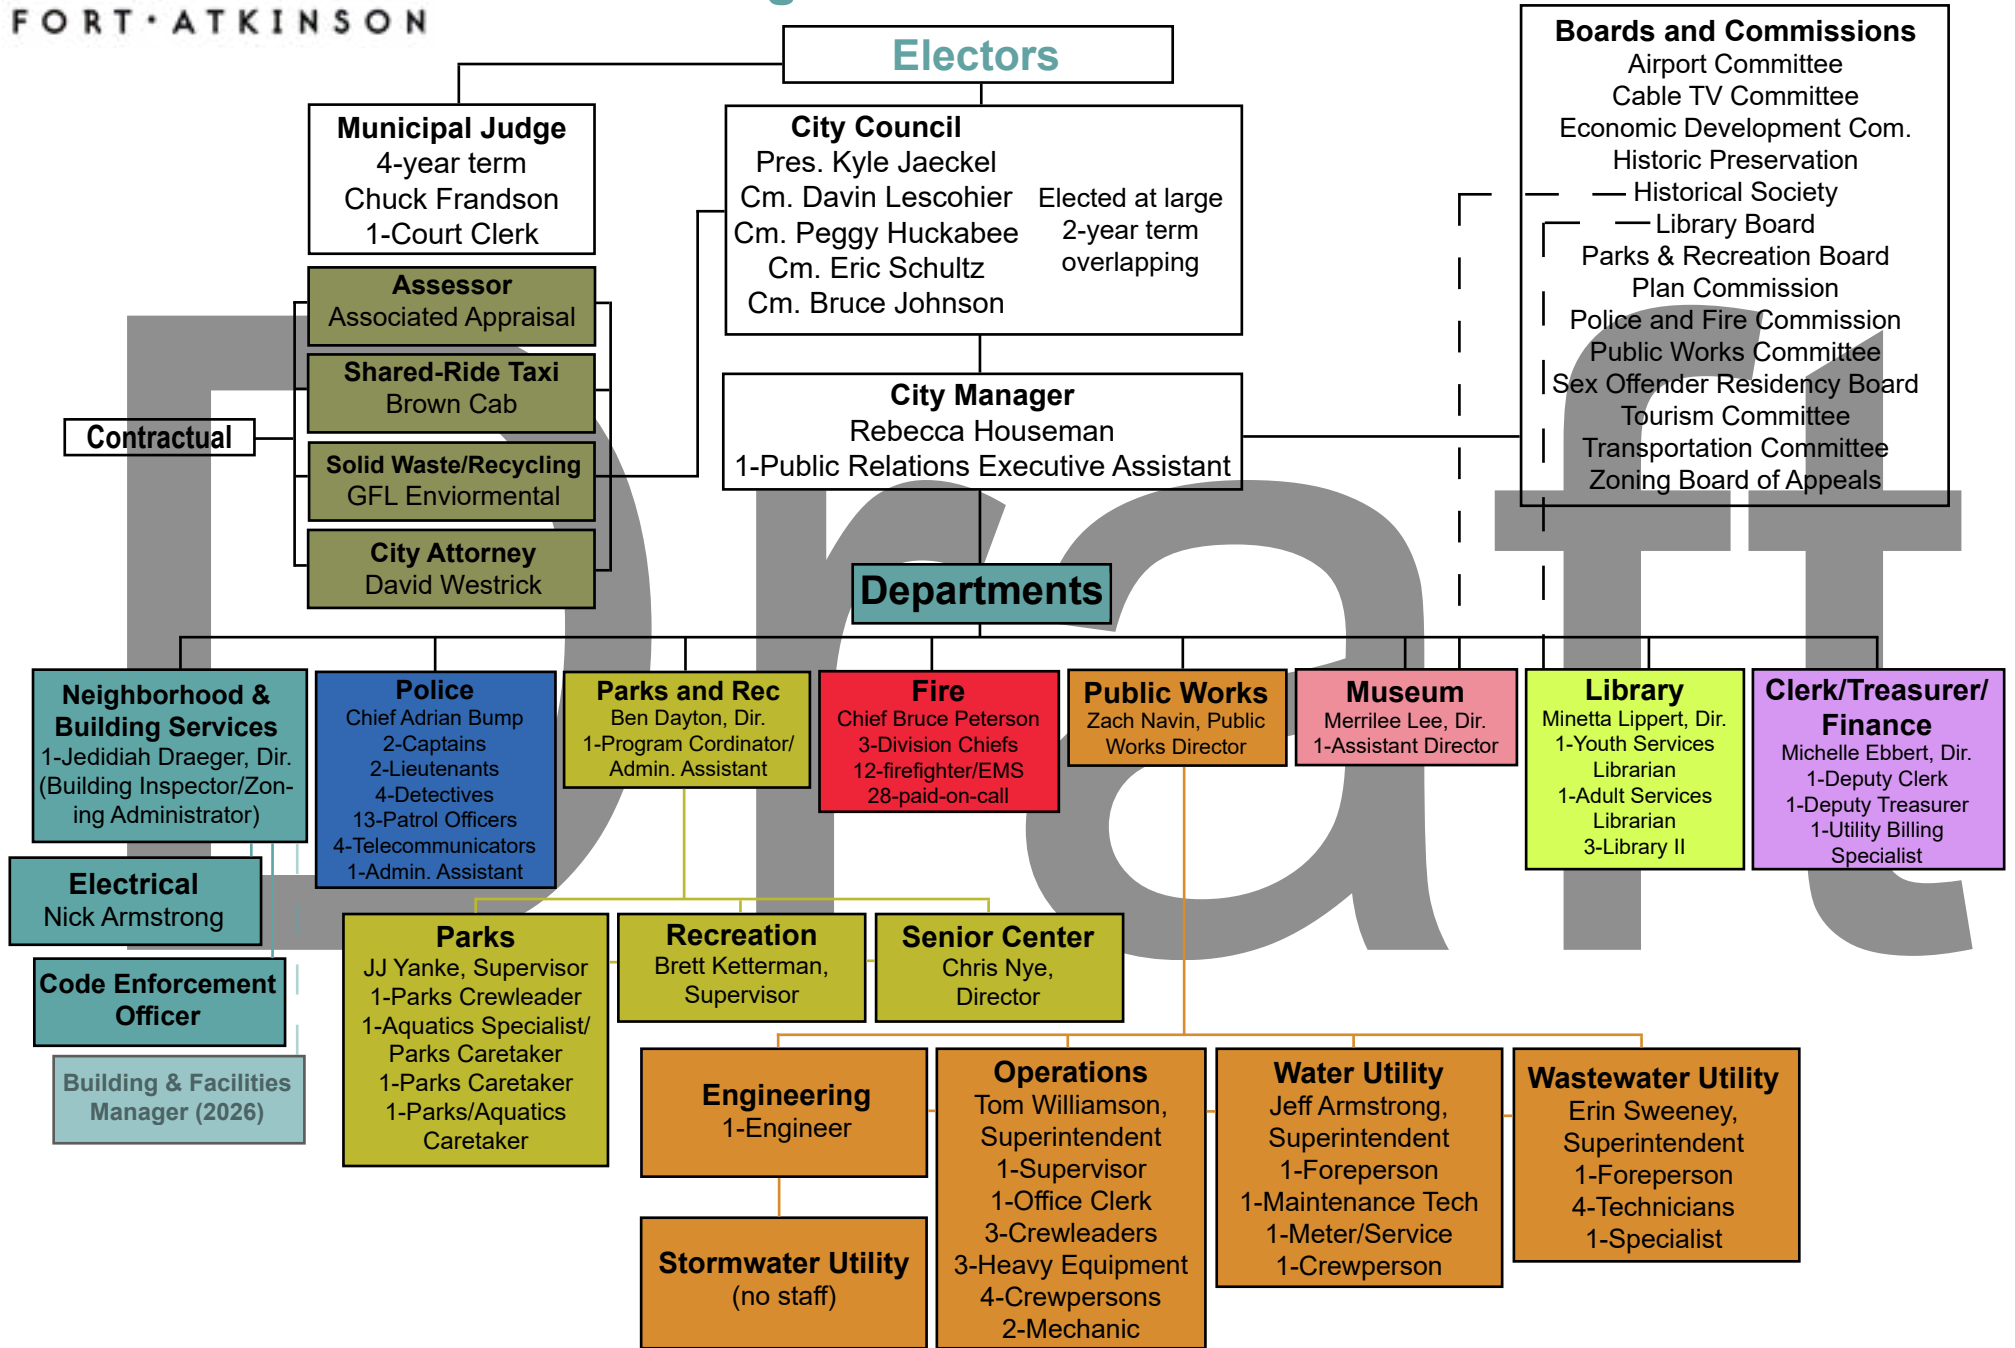 FORT·ATKINSON
Electors
Municipal Judge
4-year term
Chuck Frandson
1-Court Clerk
City Council
Pres. Kyle Jaeckel
Cm. Davin Lescohier
Cm. Peggy Huckabee
Cm. Eric Schultz
Cm. Bruce Johnson
Elected at large
2-year term
overlapping
Boards and Commissions
Airport Committee
Cable TV Committee
Economic Development Com.
Historic Preservation
Historical Society
Library Board
Parks & Recreation Board
Plan Commission
Police and Fire Commission
Public Works Committee
Sex Offender Residency Board
Tourism Committee
Transportation Committee
Zoning Board of Appeals
Contractual
Assessor
Associated Appraisal
Shared-Ride Taxi
Brown Cab
Solid Waste/Recycling
GFL Enviormental
City Attorney
David Westrick
City Manager
Rebecca Houseman
1-Public Relations Executive Assistant
Draft
Departments
Neighborhood &
Building Services
1-Jedidiah Draeger, Dir.
(Building Inspector/Zon-
ing Administrator)
Electrical
Nick Armstrong
Code Enforcement
Officer
Building & Facilities
Manager (2026)
Police
Chief Adrian Bump
2-Captains
2-Lieutenants
4-Detectives
13-Patrol Officers
4-Telecommunicators
1-Admin. Assistant
Parks and Rec
Ben Dayton, Dir.
1-Program Cordinator/
Admin. Assistant
Fire
Chief Bruce Peterson
3-Division Chiefs
12-firefighter/EMS
28-paid-on-call
Public Works
Zach Navin, Public
Works Director
Museum
Merrilee Lee, Dir.
1-Assistant Director
Library
Minetta Lippert, Dir.
1-Youth Services
Librarian
1-Adult Services
Librarian
3-Library II
Clerk/Treasurer/
Finance
Michelle Ebbert, Dir.
1-Deputy Clerk
1-Deputy Treasurer
1-Utility Billing
Specialist
Parks
JJ Yanke, Supervisor
1-Parks Crewleader
1-Aquatics Specialist/
Parks Caretaker
1-Parks Caretaker
1-Parks/Aquatics
Caretaker
Recreation
Brett Ketterman,
Supervisor
Senior Center
Chris Nye,
Director
Engineering
1-Engineer
Stormwater Utility
(no staff)
Operations
Tom Williamson,
Superintendent
1-Supervisor
1-Office Clerk
3-Crewleaders
3-Heavy Equipment
4-Crewpersons
2-Mechanic
Water Utility
Jeff Armstrong,
Superintendent
1-Foreperson
1-Maintenance Tech
1-Meter/Service
1-Crewperson
Wastewater Utility
Erin Sweeney,
Superintendent
1-Foreperson
4-Technicians
1-Specialist